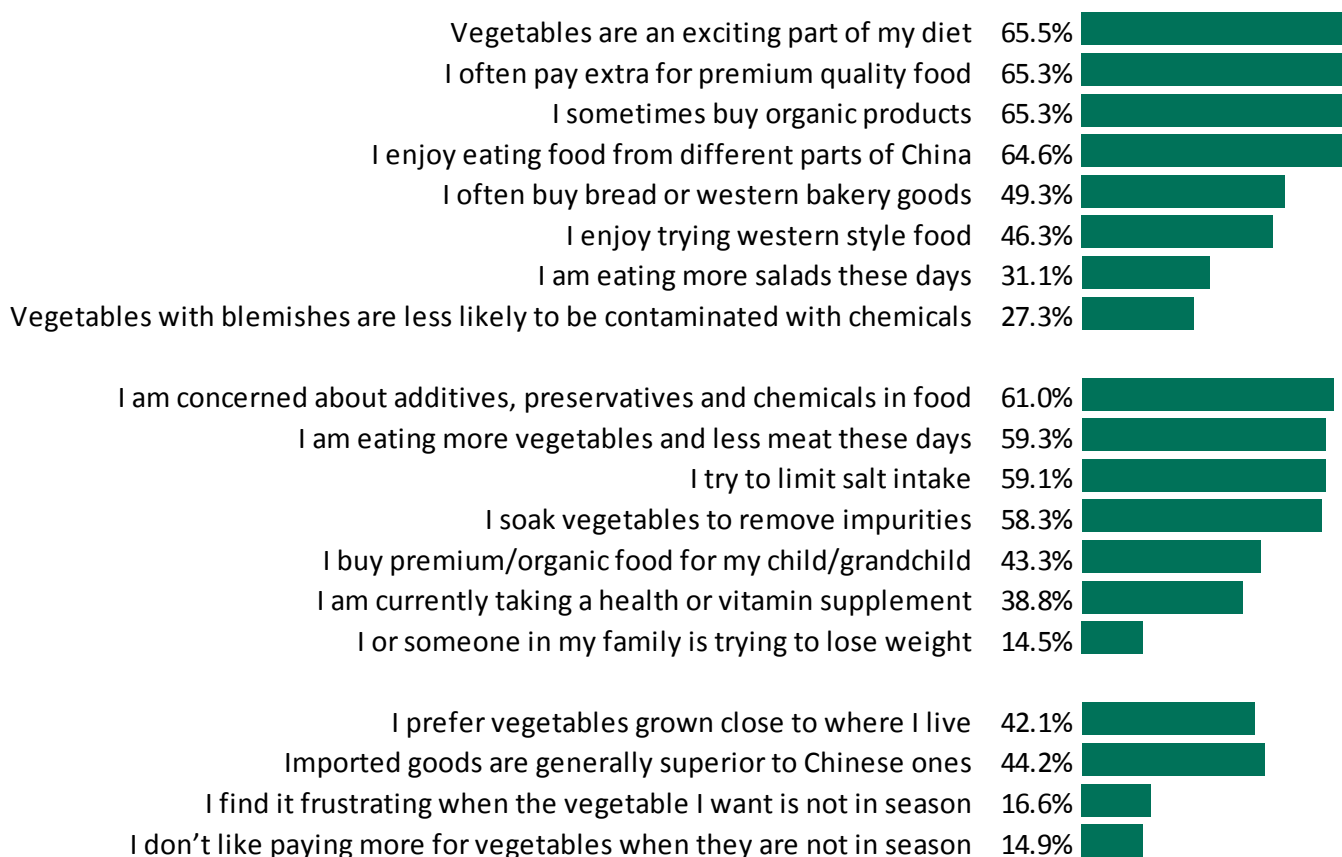 Vegetables are an exciting part of my diet 65.5%
I often pay extra for premium quality food 65.3%
I sometimes buy organic products 65.3%
I enjoy eating food from different parts of China 64.6%
I often buy bread or western bakery goods 49.3%
I enjoy trying western style food 46.3%
I am eating more salads these days 31.1%
Vegetables with blemishes are less likely to be contaminated with chemicals 27.3%
I am concerned about additives, preservatives and chemicals in food 61.0%
I am eating more vegetables and less meat these days 59.3%
I try to limit salt intake 59.1%
I soak vegetables to remove impurities 58.3%
I buy premium/organic food for my child/grandchild 43.3%
I am currently taking a health or vitamin supplement 38.8%
I or someone in my family is trying to lose weight 14.5%
I prefer vegetables grown close to where I live 42.1%
Imported goods are generally superior to Chinese ones 44.2%
I find it frustrating when the vegetable I want is not in season 16.6%
I don’t like paying more for vegetables when they are not in season 14.9%